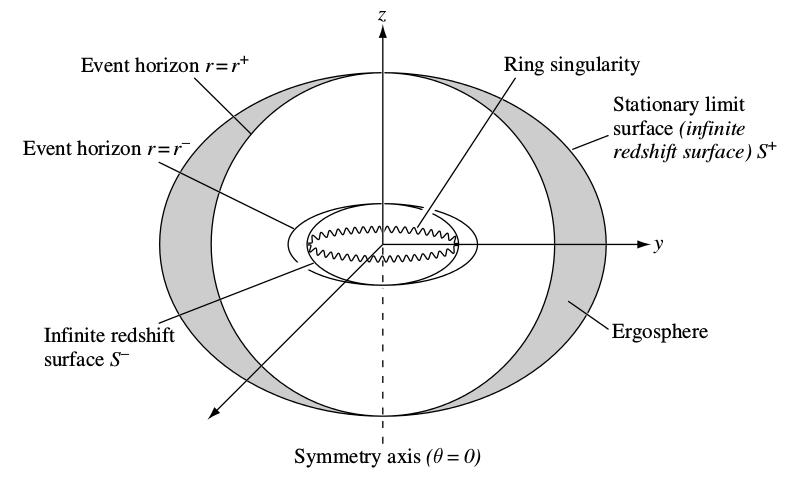 z
Event horizon r=r⁺
Ring singularity
Stationary limit
surface (infinite
redshift surface) S⁺
Event horizon r=r⁻
y
Infinite redshift
surface S⁻
Ergosphere
Symmetry axis (θ = 0)